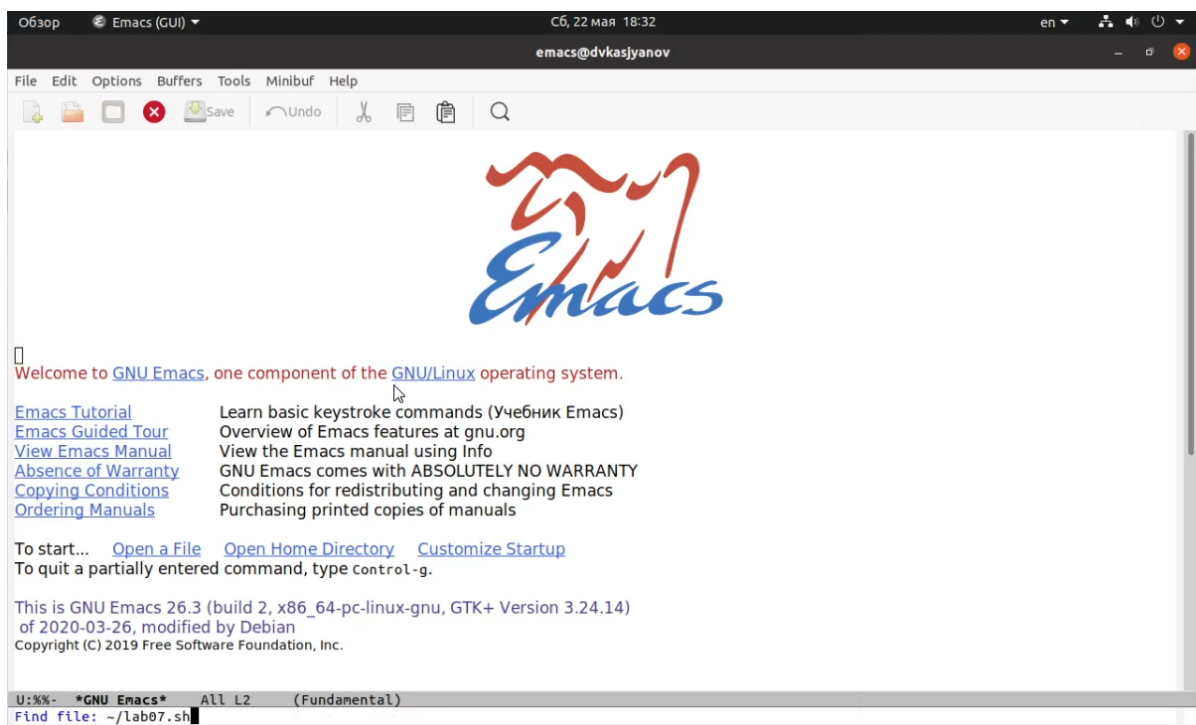 Обзор Emacs (GUI) Сб, 22 мая 18:32 en
emacs@dvkasjyanov
File Edit Options Buffers Tools Minibuf Help
Save Undo
Emacs
Welcome to GNU Emacs, one component of the GNU/Linux operating system.
Emacs Tutorial Learn basic keystroke commands (Учебник Emacs)
Emacs Guided Tour Overview of Emacs features at gnu.org
View Emacs Manual View the Emacs manual using Info
Absence of Warranty GNU Emacs comes with ABSOLUTELY NO WARRANTY
Copying Conditions Conditions for redistributing and changing Emacs
Ordering Manuals Purchasing printed copies of manuals
To start... Open a File Open Home Directory Customize Startup
To quit a partially entered command, type Control-g.
This is GNU Emacs 26.3 (build 2, x86_64-pc-linux-gnu, GTK+ Version 3.24.14)
of 2020-03-26, modified by Debian
Copyright (C) 2019 Free Software Foundation, Inc.
U:%%- *GNU Emacs* All L2 (Fundamental)
Find file: ~/lab07.sh